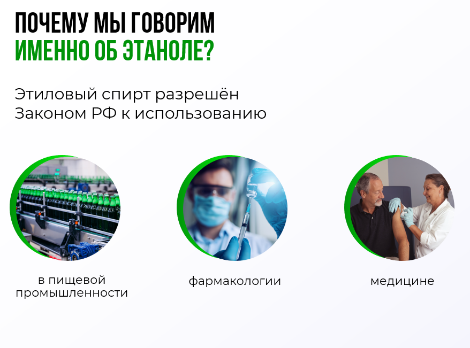 ПОЧЕМУ МЫ ГОВОРИМ
ИМЕННО ОБ ЭТАНОЛЕ?
Этиловый спирт разрешён
Законом РФ к использованию
в пищевой
промышленности
фармакологии
медицине